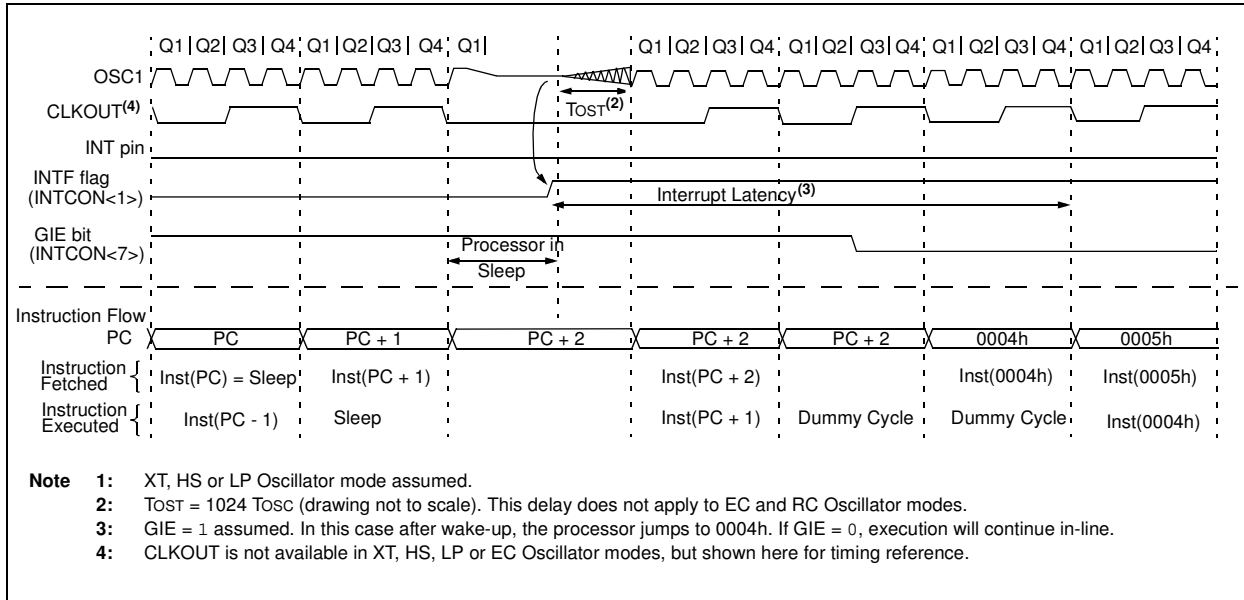 Q1 Q2 Q3 Q4 Q1 Q2 Q3 Q4 Q1 Q1 Q2 Q3 Q4 Q1 Q2 Q3 Q4 Q1 Q2 Q3 Q4 Q1 Q2 Q3 Q4
OSC1
CLKOUT(4)
TOST(2)
INT pin
INTF flag
(INTCON<1>)
Interrupt Latency(3)
GIE bit
(INTCON<7>)
Processor in
Sleep
Instruction Flow
PC PC PC + 1 PC + 2 PC + 2 PC + 2 0004h 0005h
Instruction
Fetched
Inst(PC) = Sleep Inst(PC + 1) Inst(PC + 2) Inst(0004h) Inst(0005h)
Instruction
Executed
Inst(PC - 1) Sleep Inst(PC + 1) Dummy Cycle Dummy Cycle Inst(0004h)
Note 1: XT, HS or LP Oscillator mode assumed.
2: TOST = 1024 TOSC (drawing not to scale). This delay does not apply to EC and RC Oscillator modes.
3: GIE = 1 assumed. In this case after wake-up, the processor jumps to 0004h. If GIE = 0, execution will continue in-line.
4: CLKOUT is not available in XT, HS, LP or EC Oscillator modes, but shown here for timing reference.